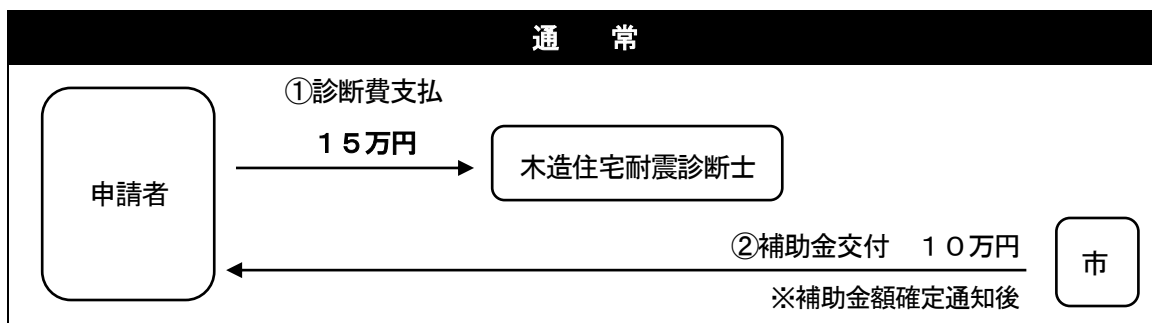 通　常
①診断費支払
１５万円
木造住宅耐震診断士
申請者
②補助金交付　１０万円
市
※補助金額確定通知後